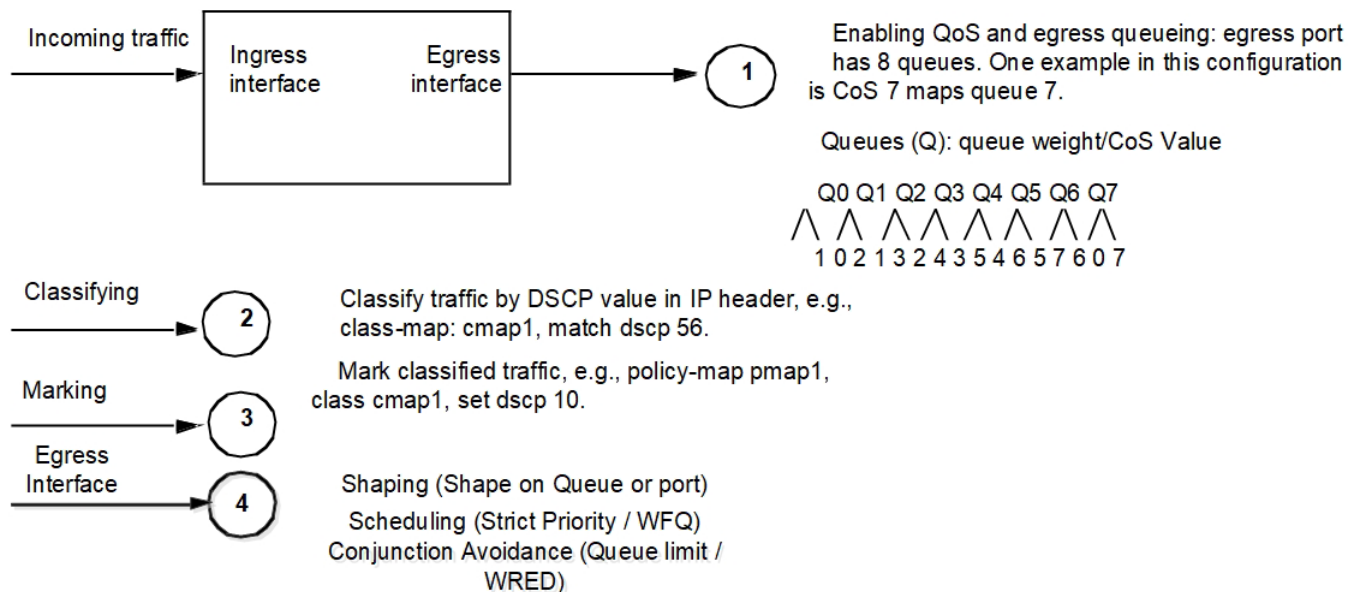 Incoming traffic
Ingress
interface
Egress
interface
1
Enabling QoS and egress queueing: egress port
has 8 queues. One example in this configuration
is CoS 7 maps queue 7.
Queues (Q): queue weight/CoS Value
Q0 Q1 Q2 Q3 Q4 Q5 Q6 Q7
1 0 2 1 3 2 4 3 5 4 6 5 7 6 0 7
Classifying
2
Classify traffic by DSCP value in IP header, e.g.,
class-map: cmap1, match dscp 56.
Marking
3
Mark classified traffic, e.g., policy-map pmap1,
class cmap1, set dscp 10.
Egress
Interface
4
Shaping (Shape on Queue or port)
Scheduling (Strict Priority / WFQ)
Conjunction Avoidance (Queue limit /
WRED)